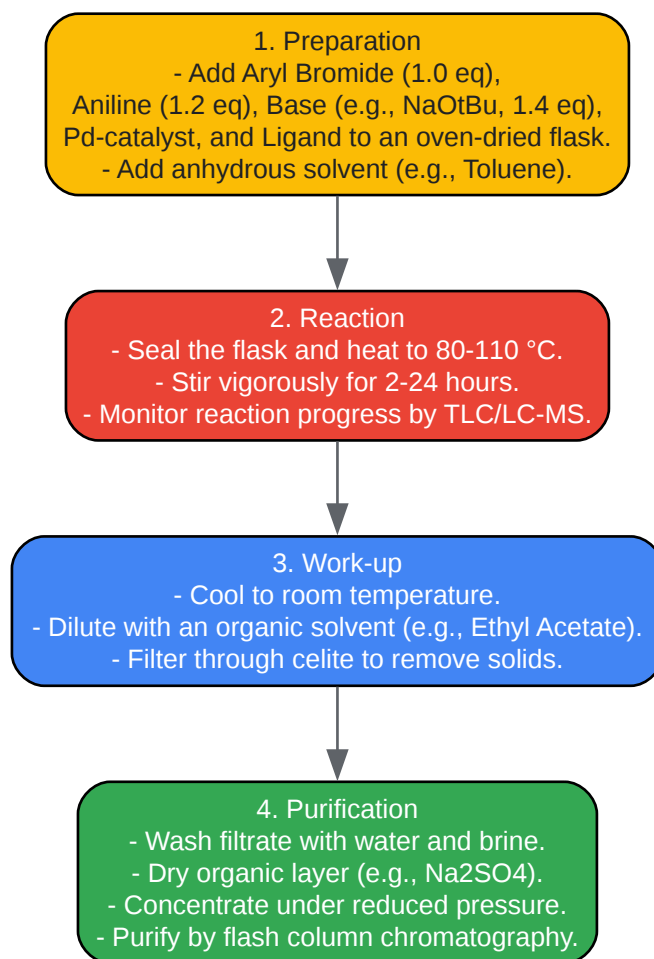 1. Preparation
- Add Aryl Bromide (1.0 eq),
Aniline (1.2 eq), Base (e.g., NaOtBu, 1.4 eq),
Pd-catalyst, and Ligand to an oven-dried flask.
- Add anhydrous solvent (e.g., Toluene).
2. Reaction
- Seal the flask and heat to 80-110 °C.
- Stir vigorously for 2-24 hours.
- Monitor reaction progress by TLC/LC-MS.
3. Work-up
- Cool to room temperature.
- Dilute with an organic solvent (e.g., Ethyl Acetate).
- Filter through celite to remove solids.
4. Purification
- Wash filtrate with water and brine.
- Dry organic layer (e.g., Na2SO4).
- Concentrate under reduced pressure.
- Purify by flash column chromatography.